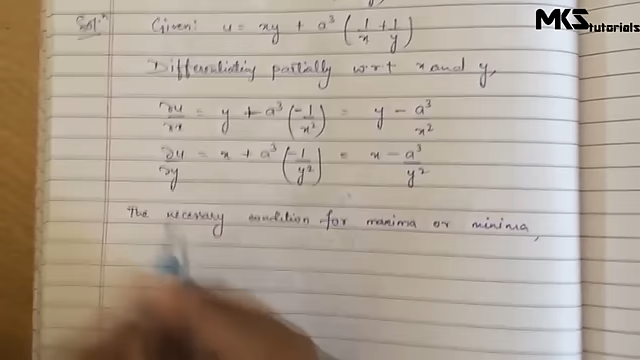 MKS tutorials
Sol:- Given: u = xy + a³ (1/x + 1/y)
Differentiating partially w.r.t x and y,
∂u/∂x = y + a³ (-1/x²) = y - a³/x²
∂u/∂y = x + a³ (-1/y²) = x - a³/y²
The necessary condition for maxima or minima,